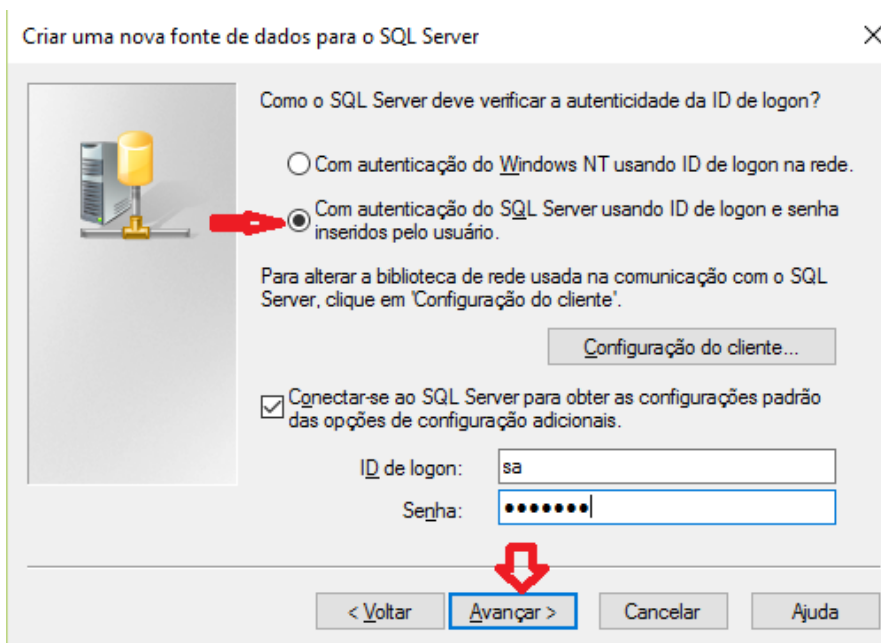 Criar uma nova fonte de dados para o SQL Server
Como o SQL Server deve verificar a autenticidade da ID de logon?
Com autenticação do Windows NT usando ID de logon na rede.
Com autenticação do SQL Server usando ID de logon e senha
inseridos pelo usuário.
Para alterar a biblioteca de rede usada na comunicação com o SQL
Server, clique em 'Configuração do cliente'.
Configuração do cliente...
Conectar-se ao SQL Server para obter as configurações padrão
das opções de configuração adicionais.
ID de logon: sa
Senha: •••••••
< Voltar Avançar > Cancelar Ajuda